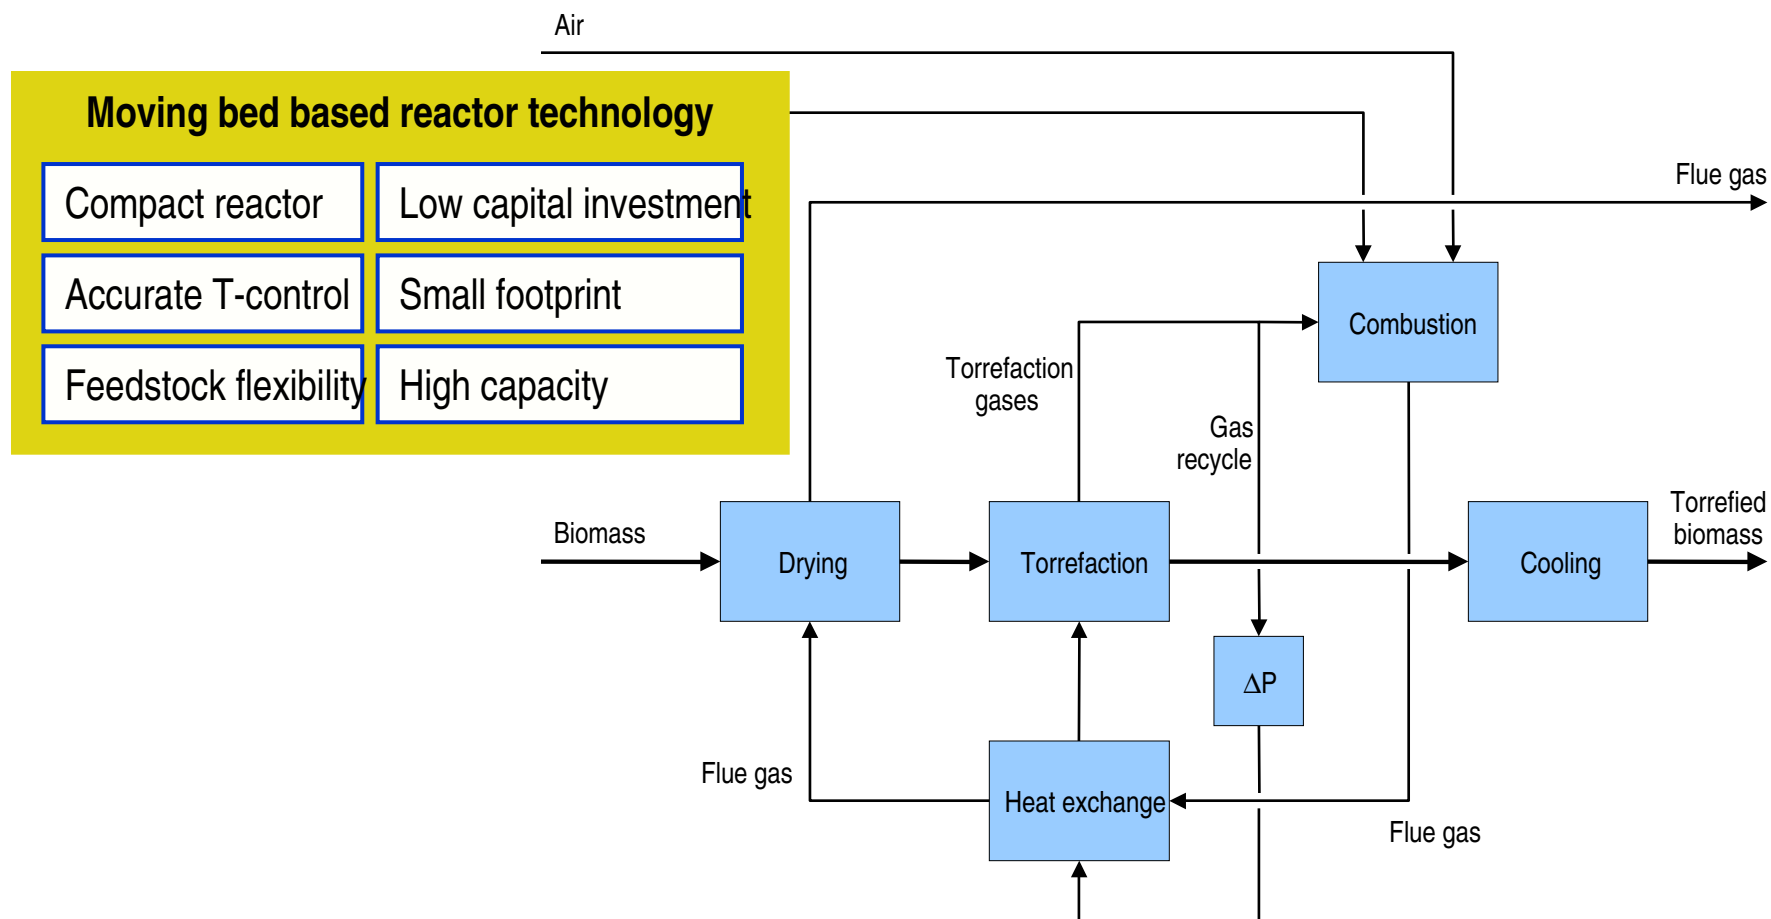 Air
Moving bed based reactor technology
Compact reactor
Low capital investment
Accurate T-control
Small footprint
Feedstock flexibility
High capacity
Flue gas
Combustion
Torrefaction
gases
Gas
recycle
Biomass
Drying
Torrefaction
Cooling
Torrefied
biomass
ΔP
Flue gas
Heat exchange
Flue gas